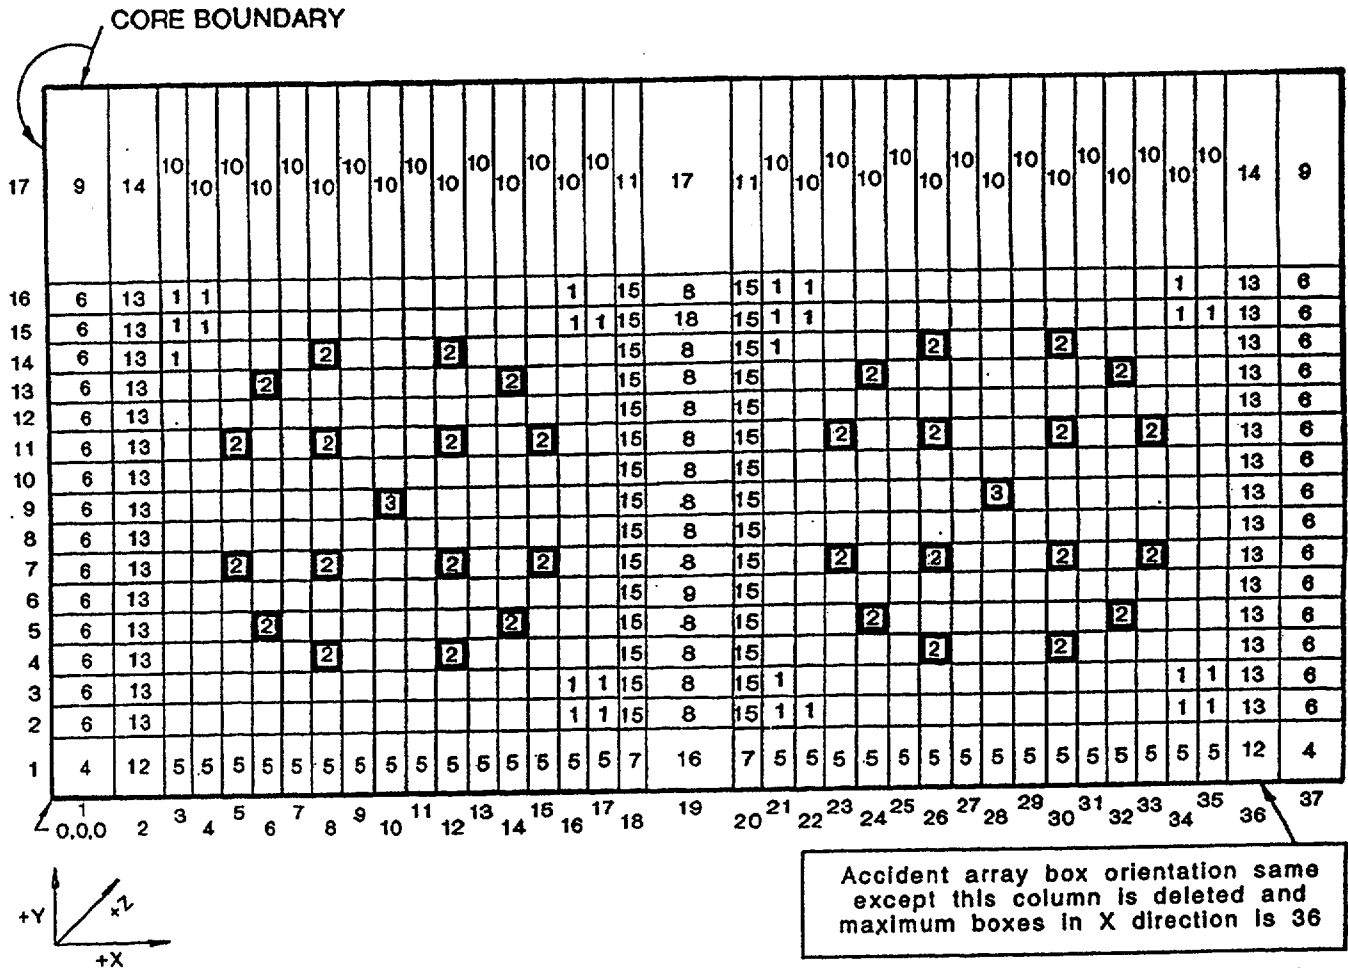 CORE BOUNDARY
17 9 14 10 10 10 10 10 10 10 10 10 10 10 10 10 10 10 11 17 11 10 10 10 10 10 10 10 10 10 10 10 10 10 10 10 14 9
16 6 13 1 1 1 15 8 15 1 1 1 13 6
15 6 13 1 1 1 1 15 18 15 1 1 1 1 13 6
14 6 13 1 2 2 15 8 15 1 2 2 13 6
13 6 13 2 2 15 8 15 2 2 13 6
12 6 13 15 8 15 13 6
11 6 13 2 2 2 2 15 8 15 2 2 2 2 13 6
10 6 13 15 8 15 13 6
9 6 13 3 15 8 15 3 13 6
8 6 13 15 8 15 13 6
7 6 13 2 2 2 2 15 8 15 2 2 2 2 13 6
6 6 13 15 9 15 13 6
5 6 13 2 2 15 8 15 2 2 13 6
4 6 13 2 2 15 8 15 2 2 13 6
3 6 13 1 1 15 8 15 1 1 1 13 6
2 6 13 1 1 15 8 15 1 1 1 1 13 6
1 4 12 5 5 5 5 5 5 5 5 5 5 5 5 5 5 5 7 16 7 5 5 5 5 5 5 5 5 5 5 5 5 5 5 5 12 4
1 2 3 4 5 6 7 8 9 10 11 12 13 14 15 16 17 18 19 20 21 22 23 24 25 26 27 28 29 30 31 32 33 34 35 36 37
0,0,0
Accident array box orientation same
except this column is deleted and
maximum boxes in X direction is 36
+Y
+Z
+X